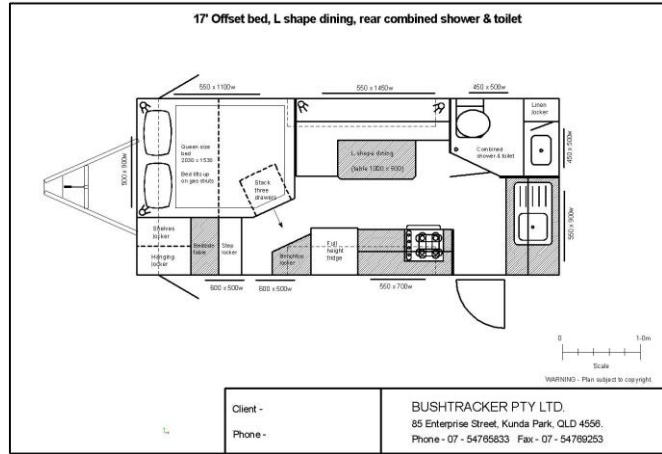 17' Offset bed, L shape dining, rear combined shower & toilet
550 x 1100w
550 x 1450w
450 x 500w
Linen
locker
Queen size
bed
2030 x 1530
Bed lifts up
on gas struts
900 x 900w
Stack
three
drawers
L shape dining
(table 1000 x 500)
Combined
shower & toilet
450 x 500w
550 x 900w
Shelves
locker
Hanging
locker
Bedside
table
Step
locker
Benchtop
locker
Full
height
fridge
600 x 500w
600 x 500w
550 x 700w
0
1·0m
Scale
WARNING - Plan subject to copyright.
Client -
Phone -
BUSHTRACKER PTY LTD.
85 Enterprise Street, Kunda Park, QLD 4556.
Phone - 07 - 54765833 Fax - 07 - 54769253